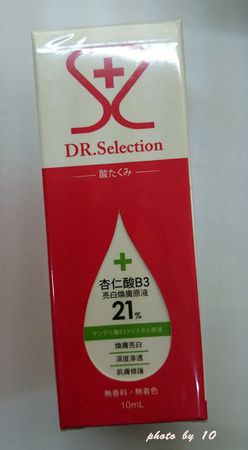 DR.Selection
酸たくみ
杏仁酸B3
亮白煥膚原液
21%
マンデル酸B3クリスタル原液
煥膚亮白
深度滲透
肌膚修護
無香料・無着色
10mL
photo by 10